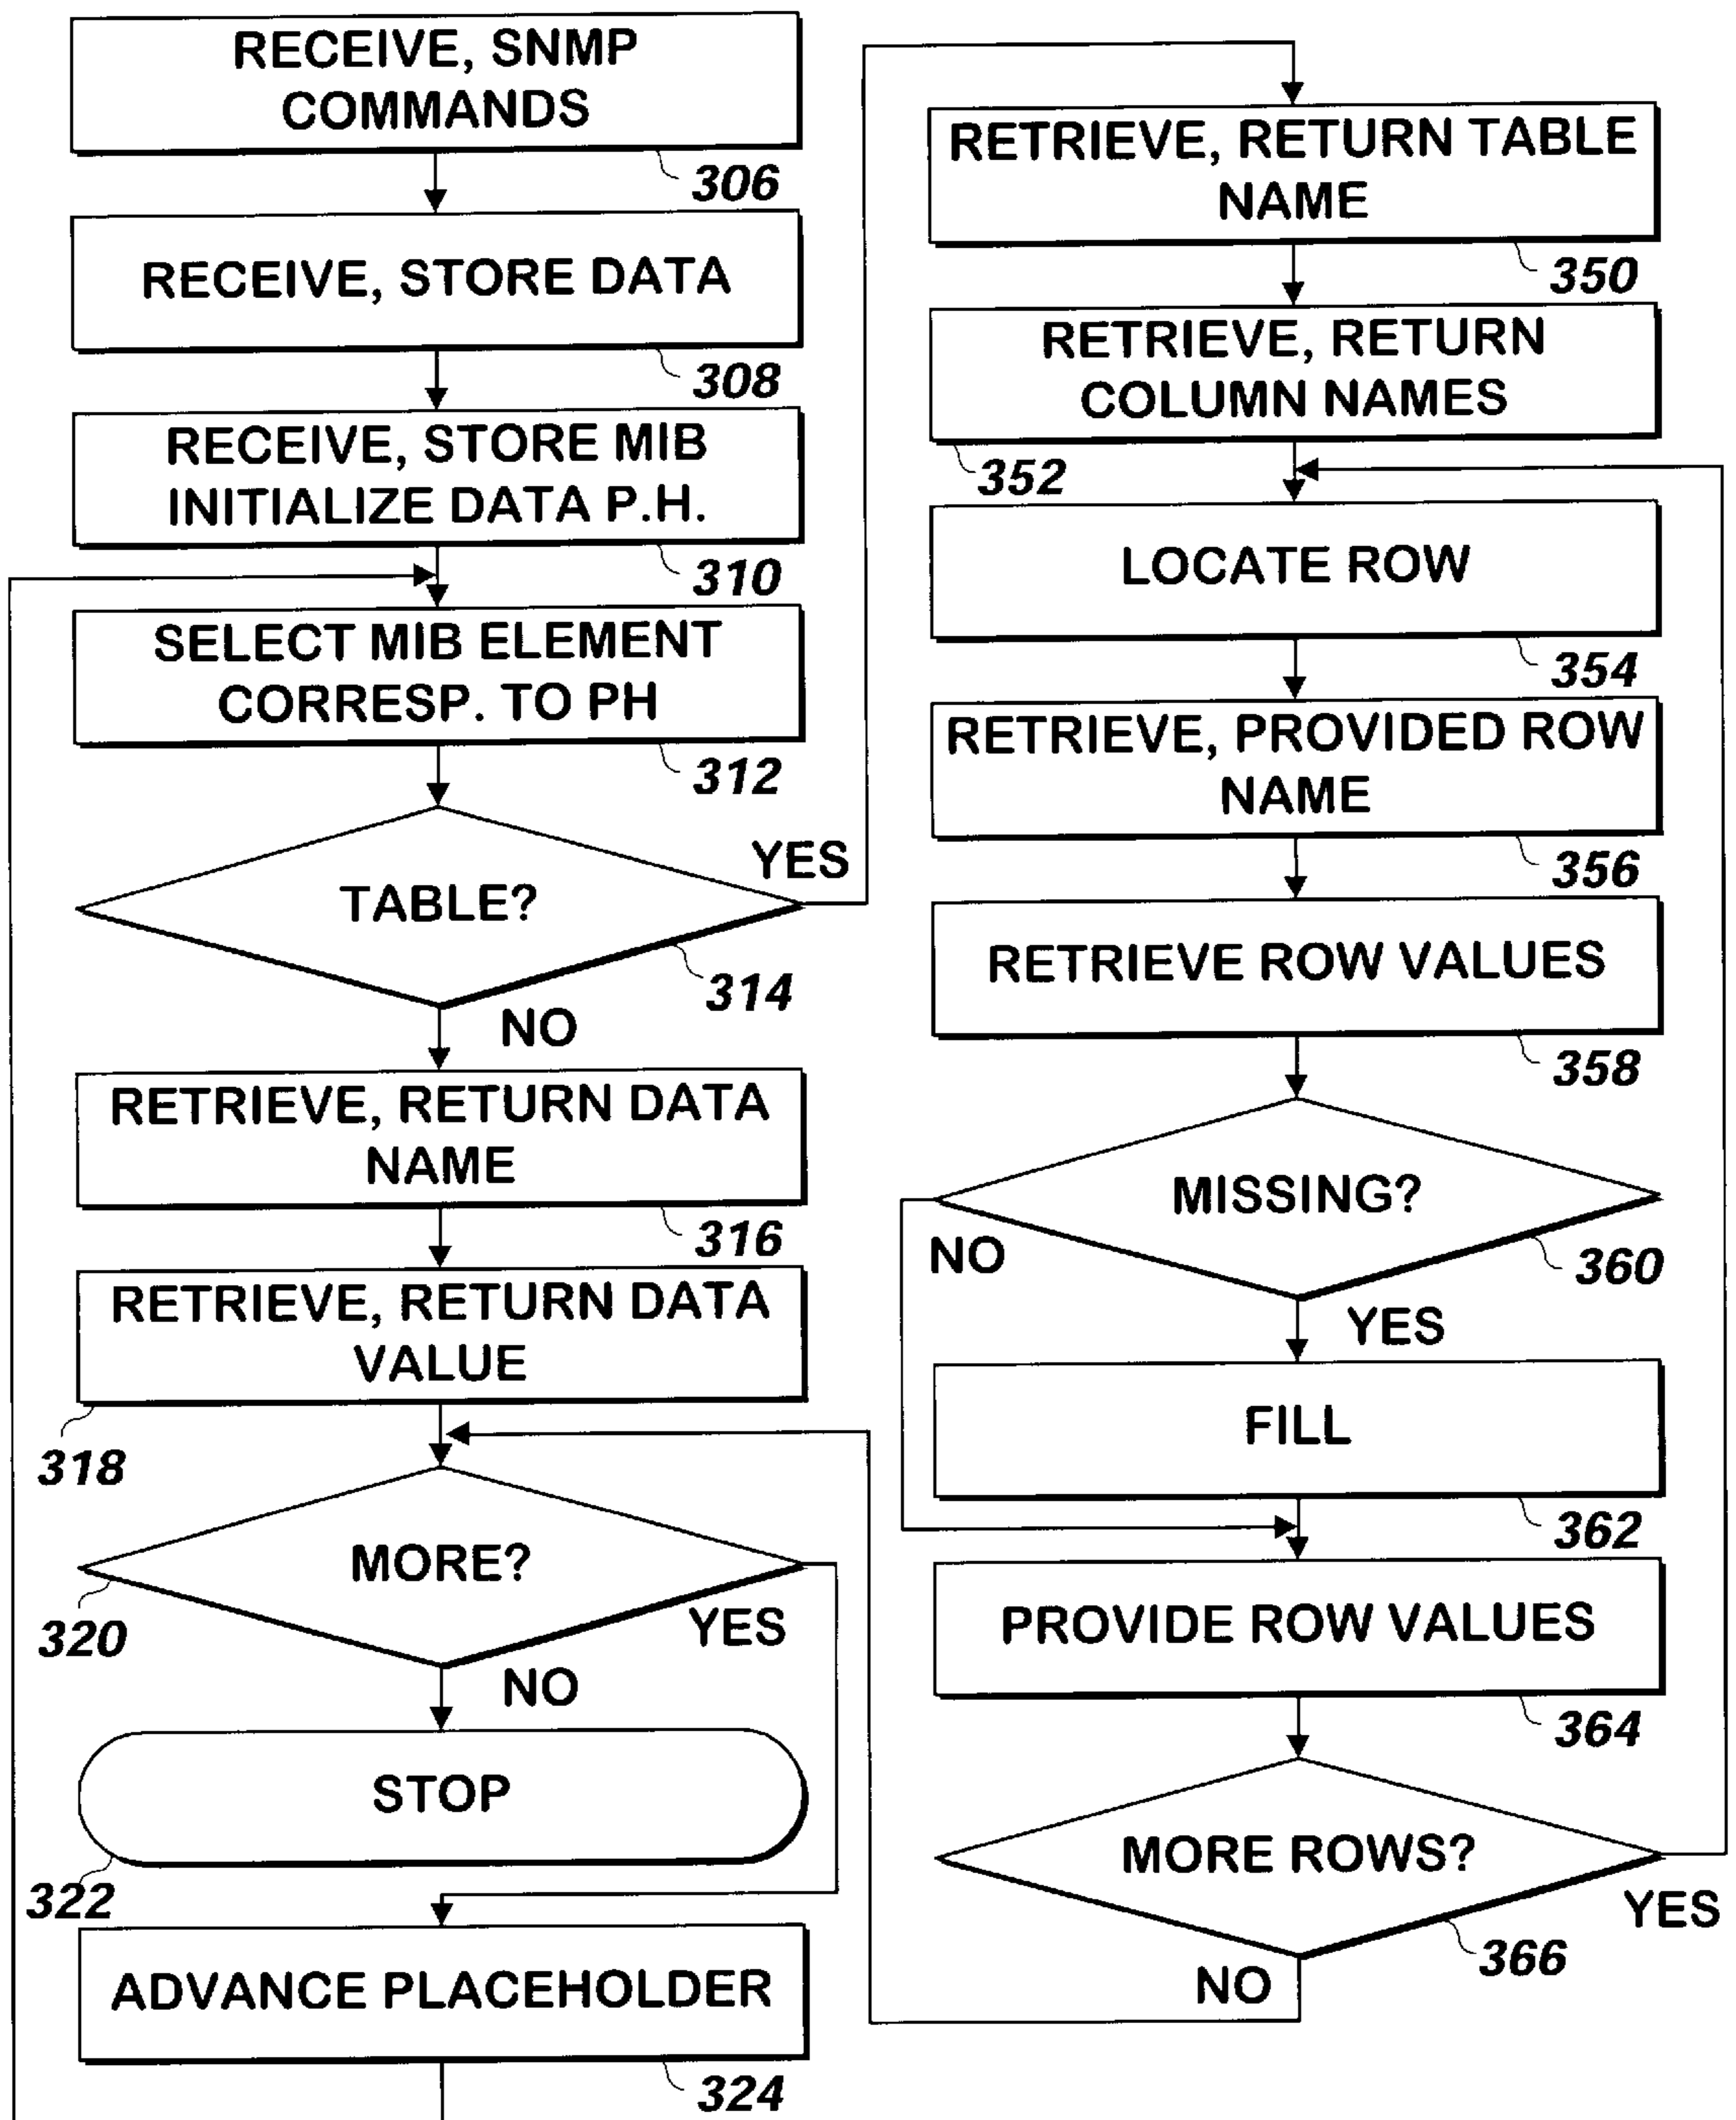 RECEIVE, SNMP
COMMANDS
306
RECEIVE, STORE DATA
308
RECEIVE, STORE MIB
INITIALIZE DATA P.H.
310
SELECT MIB ELEMENT
CORRESP. TO PH
312
TABLE?
YES
314
NO
RETRIEVE, RETURN DATA
NAME
316
RETRIEVE, RETURN DATA
VALUE
318
MORE?
320
YES
NO
STOP
322
ADVANCE PLACEHOLDER
324
RETRIEVE, RETURN TABLE
NAME
350
RETRIEVE, RETURN
COLUMN NAMES
352
LOCATE ROW
354
RETRIEVE, PROVIDED ROW
NAME
356
RETRIEVE ROW VALUES
358
MISSING?
NO
360
YES
FILL
362
PROVIDE ROW VALUES
364
MORE ROWS?
YES
366
NO